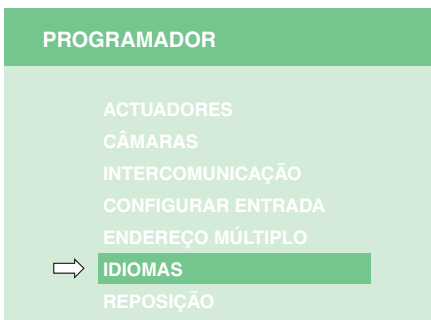 PROGRAMADOR
ACTUADORES
CÂMARAS
INTERCOMUNICAÇÃO
CONFIGURAR ENTRADA
ENDEREÇO MÚLTIPLO
IDIOMAS
REPOSIÇÃO